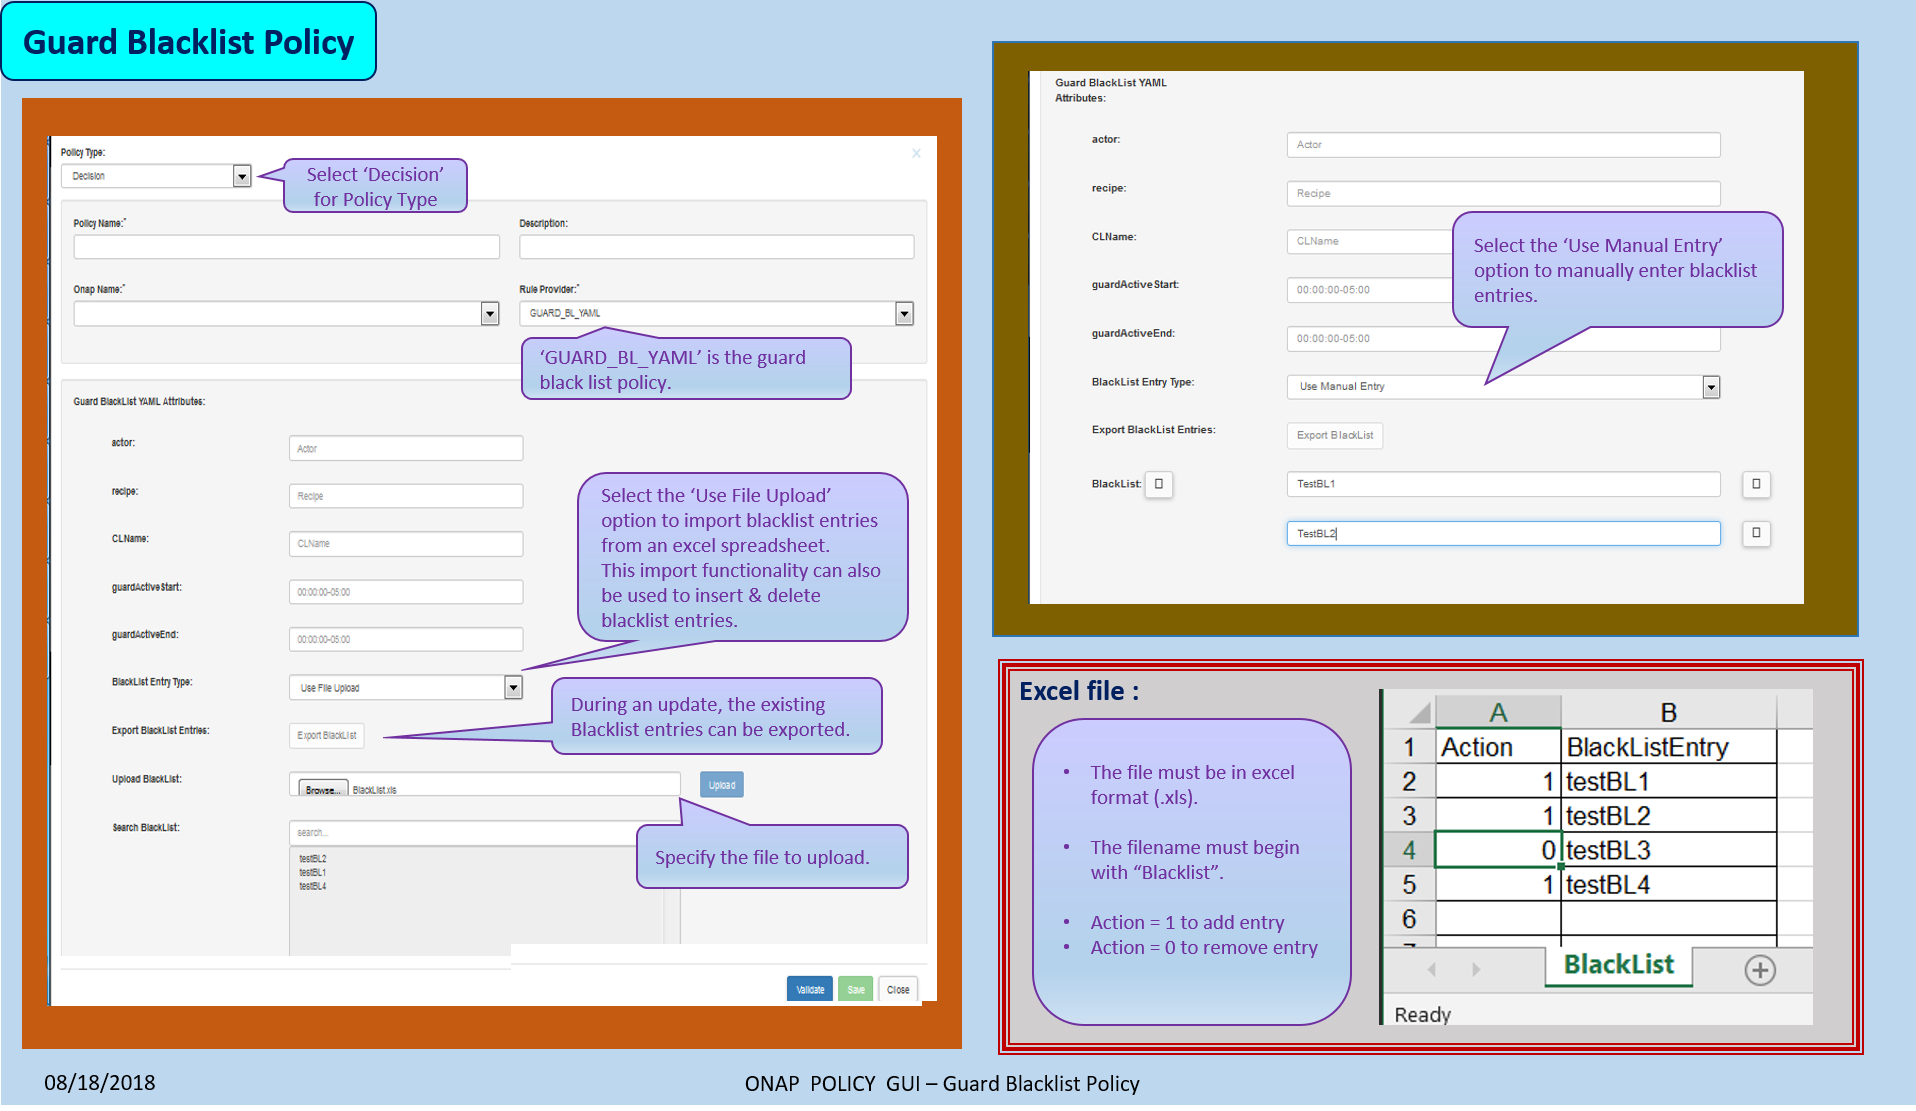 Guard Blacklist Policy
Policy Type:
Decision
Select ‘Decision’
for Policy Type
Policy Name:*
Description:
Onap Name:*
Rule Provider:*
GUARD_BL_YAML
‘GUARD_BL_YAML’ is the guard
black list policy.
Guard BlackList YAML Attributes:
actor:
Actor
recipe:
Recipe
CLName:
CLName
guardActiveStart:
00:00:00-05:00
guardActiveEnd:
00:00:00-05:00
Select the ‘Use File Upload’
option to import blacklist entries
from an excel spreadsheet.
This import functionality can also
be used to insert & delete
blacklist entries.
BlackList Entry Type:
Use File Upload
During an update, the existing
Blacklist entries can be exported.
Export BlackList Entries:
Export BlackList
Upload BlackList:
Browse... BlackList.xls
Upload
Search BlackList:
search...
Specify the file to upload.
testBL2
testBL1
testBL4
Validate Save Close
Guard BlackList YAML
Attributes:
actor:
Actor
recipe:
Recipe
CLName:
CLName
guardActiveStart:
00:00:00-05:00
guardActiveEnd:
00:00:00-05:00
Select the ‘Use Manual Entry’
option to manually enter blacklist
entries.
BlackList Entry Type:
Use Manual Entry
Export BlackList Entries:
Export BlackList
BlackList:
TestBL1
TestBL2
Excel file :
• The file must be in excel
format (.xls).
• The filename must begin
with “Blacklist”.
• Action = 1 to add entry
• Action = 0 to remove entry
A B
1 Action BlackListEntry
2 1 testBL1
3 1 testBL2
4 0 testBL3
5 1 testBL4
6
BlackList
Ready
08/18/2018
ONAP POLICY GUI – Guard Blacklist Policy